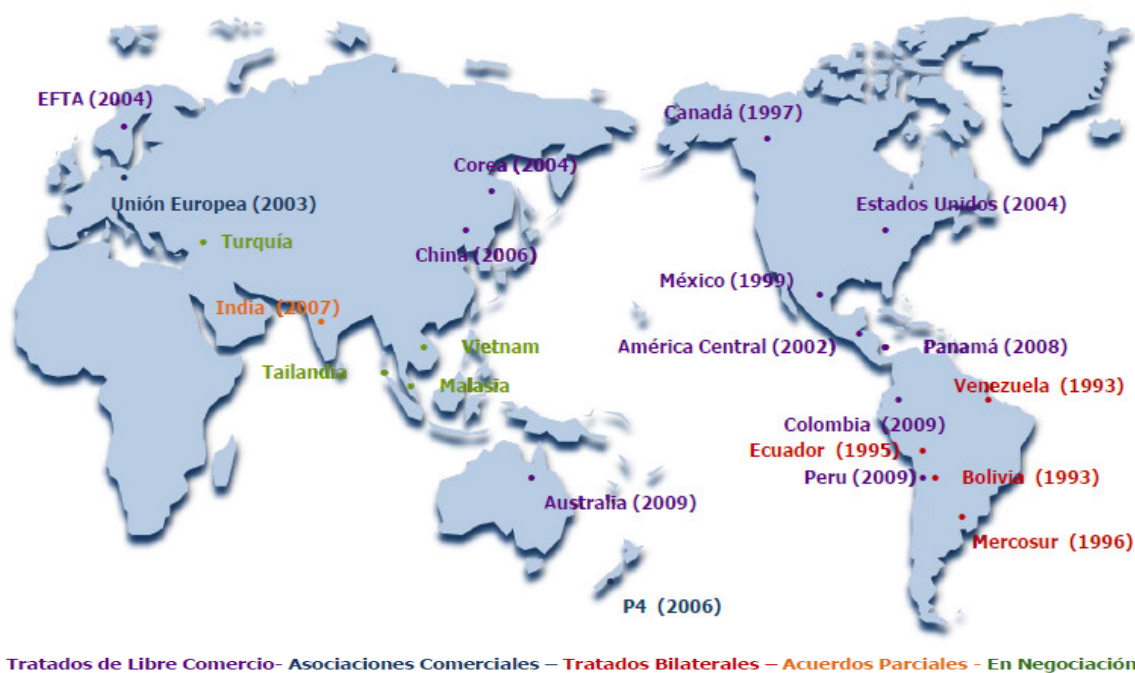 EFTA (2004)
Canadá (1997)
Corea (2004)
Unión Europea (2003)
Estados Unidos (2004)
Turquía
China (2006)
México (1999)
India (2007)
Vietnam
América Central (2002)
Panamá (2008)
Tailandia
Malasia
Venezuela (1993)
Colombia (2009)
Ecuador (1995)
Peru (2009)
Bolivia (1993)
Australia (2009)
Mercosur (1996)
P4 (2006)
Tratados de Libre Comercio- Asociaciones Comerciales – Tratados Bilaterales – Acuerdos Parciales - En Negociación